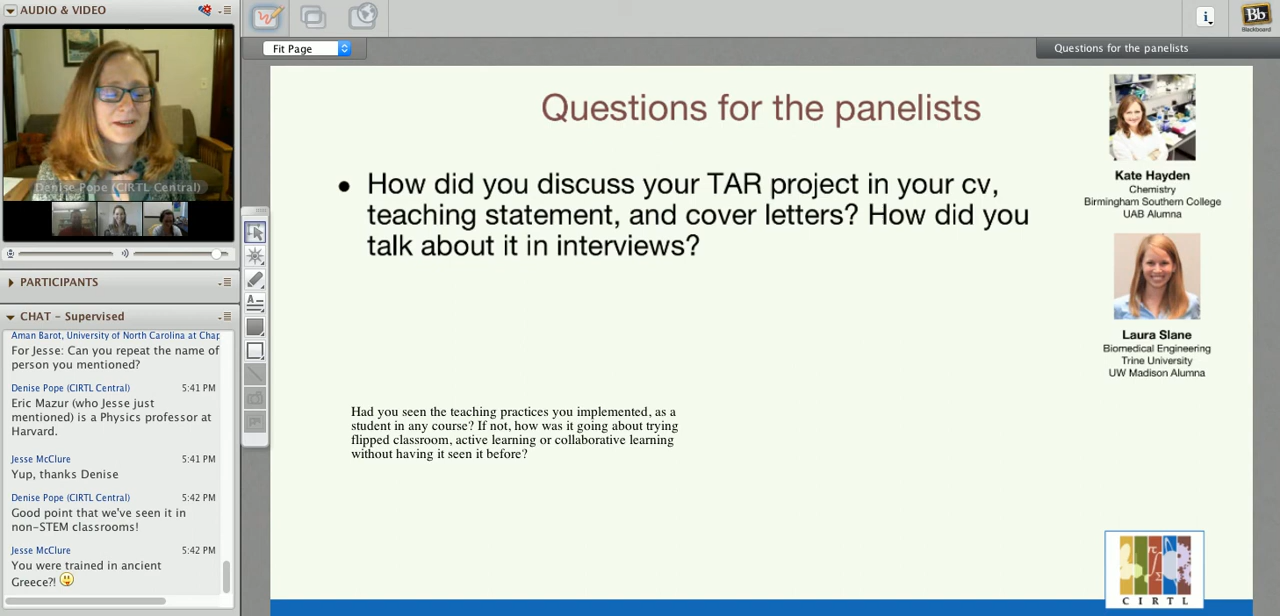 AUDIO & VIDEO
Denise Pope (CIRTL Central)
PARTICIPANTS
CHAT - Supervised
Aman Barot, University of North Carolina at Chap
For Jesse: Can you repeat the name of
person you mentioned?
Denise Pope (CIRTL Central) 5:41 PM
Eric Mazur (who Jesse just
mentioned) is a Physics professor at
Harvard.
Jesse McClure 5:41 PM
Yup, thanks Denise
Denise Pope (CIRTL Central) 5:42 PM
Good point that we've seen it in
non-STEM classrooms!
Jesse McClure 5:42 PM
You were trained in ancient
Greece?!
Fit Page
i
Bb
Blackboard
Questions for the panelists
Questions for the panelists
• How did you discuss your TAR project in your cv,
teaching statement, and cover letters? How did you
talk about it in interviews?
Had you seen the teaching practices you implemented, as a
student in any course? If not, how was it going about trying
flipped classroom, active learning or collaborative learning
without having it seen it before?
Kate Hayden
Chemistry
Birmingham Southern College
UAB Alumna
Laura Slane
Biomedical Engineering
Trine University
UW Madison Alumna
CIRTL